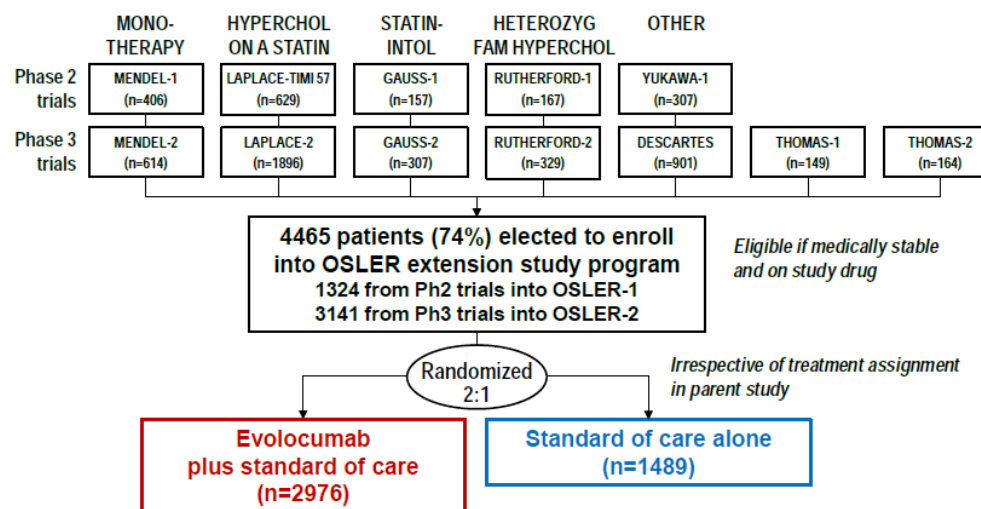 MONO-
THERAPY
HYPERCHOL
ON A STATIN
STATIN-
INTOL
HETEROZYG
FAM HYPERCHOL
OTHER
Phase 2
trials
MENDEL-1
(n=406)
LAPLACE-TIMI 57
(n=629)
GAUSS-1
(n=157)
RUTHERFORD-1
(n=167)
YUKAWA-1
(n=307)
Phase 3
trials
MENDEL-2
(n=614)
LAPLACE-2
(n=1896)
GAUSS-2
(n=307)
RUTHERFORD-2
(n=329)
DESCARTES
(n=901)
THOMAS-1
(n=149)
THOMAS-2
(n=164)
4465 patients (74%) elected to enroll
into OSLER extension study program
1324 from Ph2 trials into OSLER-1
3141 from Ph3 trials into OSLER-2
Eligible if medically stable
and on study drug
Randomized
2:1
Irrespective of treatment assignment
in parent study
Evolocumab
plus standard of care
(n=2976)
Standard of care alone
(n=1489)